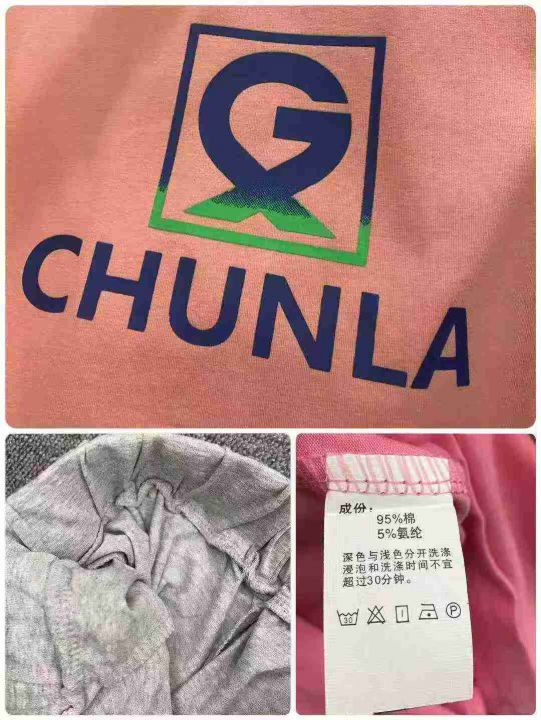 G
CHUNLA
成份:
95%棉
5%氨纶
深色与浅色分开洗涤
浸泡和洗涤时间不宜
超过30分钟。
30
P